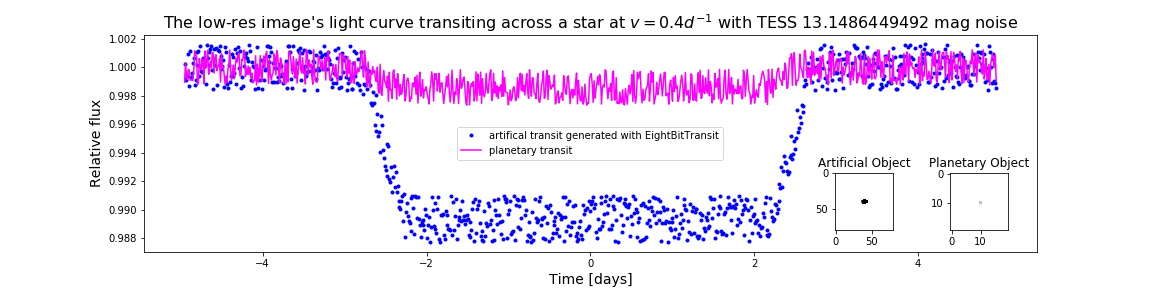 The low-res image's light curve transiting across a star at v = 0.4d⁻¹ with TESS 13.1486449492 mag noise
Relative flux
1.002
1.000
0.998
0.996
0.994
0.992
0.990
0.988
artifical transit generated with EightBitTransit
planetary transit
Artificial Object
0
50
0 50
Planetary Object
0
10
0 10
−4 −2 0 2 4
Time [days]